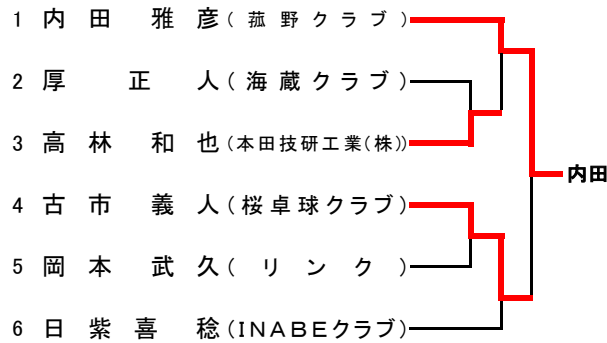 1 内田 雅彦(菰野クラブ)
2 厚 正人(海蔵クラブ)
3 高林 和也(本田技研工業(株))
内田
4 古市 義人(桜卓球クラブ)
5 岡本 武久(リンク)
6 日紫喜 稔(INABEクラブ)